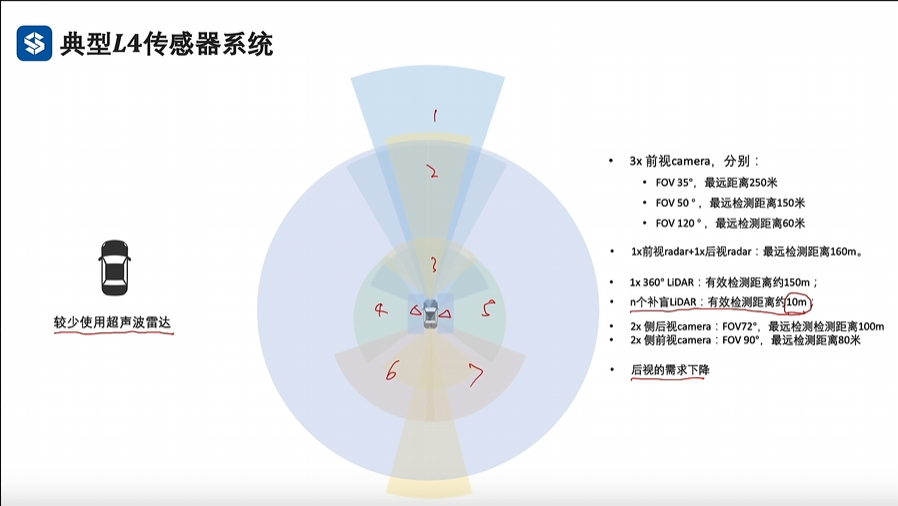 典型L4传感器系统
1
2
3
4
5
6
7
较少使用超声波雷达
• 3x 前视camera，分别：
• FOV 35°，最远距离250米
• FOV 50 °，最远检测距离150米
• FOV 120 °，最远检测距离60米
• 1x前视radar+1x后视radar：最远检测距离160m。
• 1x 360° LiDAR：有效检测距离约150m；
• n个补盲LiDAR：有效检测距离约10m；
• 2x 侧后视camera：FOV72°，最远检测检测距离100m
• 2x 侧前视camera：FOV 90°，最远检测距离80米
• 后视的需求下降